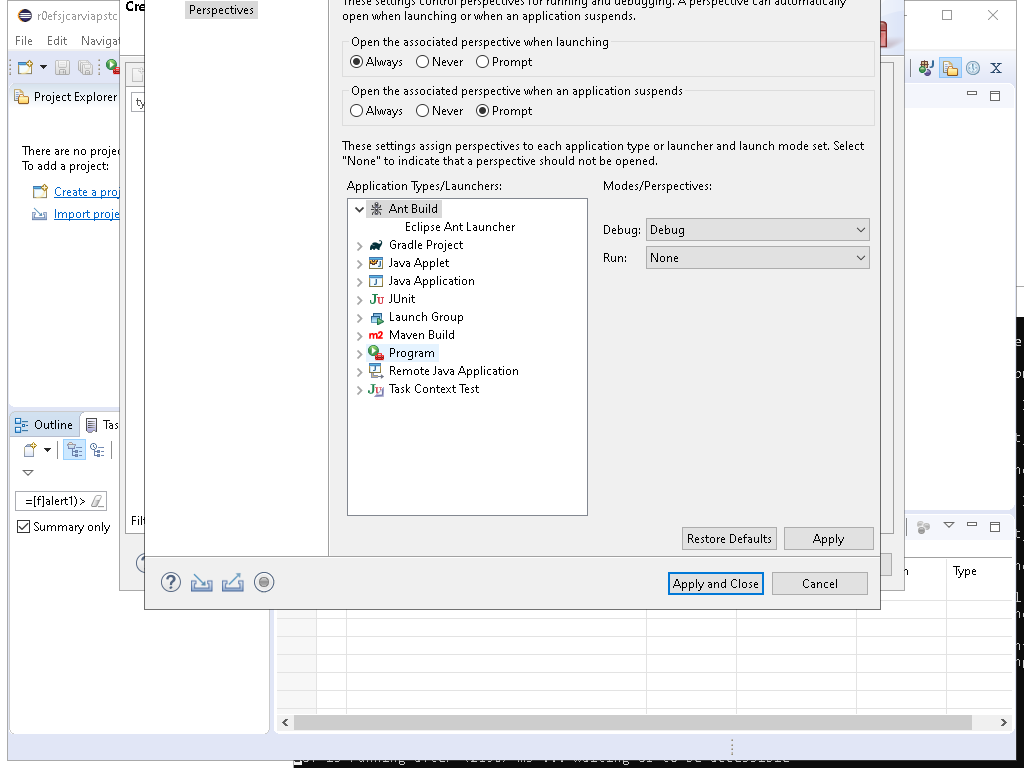 r0efsjcarviapstc
Cre
Perspectives
These settings control perspectives for running and debugging. A perspective can automatically
open when launching or when an application suspends.
File Edit Naviga
Open the associated perspective when launching
Always Never Prompt
Project Explorer
ty
Open the associated perspective when an application suspends
Always Never Prompt
There are no proje
To add a project:
Create a proj
Import proje
These settings assign perspectives to each application type or launcher and launch mode set. Select
"None" to indicate that a perspective should not be opened.
Application Types/Launchers:
Modes/Perspectives:
Ant Build
Eclipse Ant Launcher
Gradle Project
Java Applet
Java Application
JUnit
Launch Group
Maven Build
Program
Remote Java Application
Task Context Test
Debug: Debug
Run: None
Outline Tas
=[f]alert1)>
Summary only
Filt
Restore Defaults Apply
n Type
Apply and Close Cancel